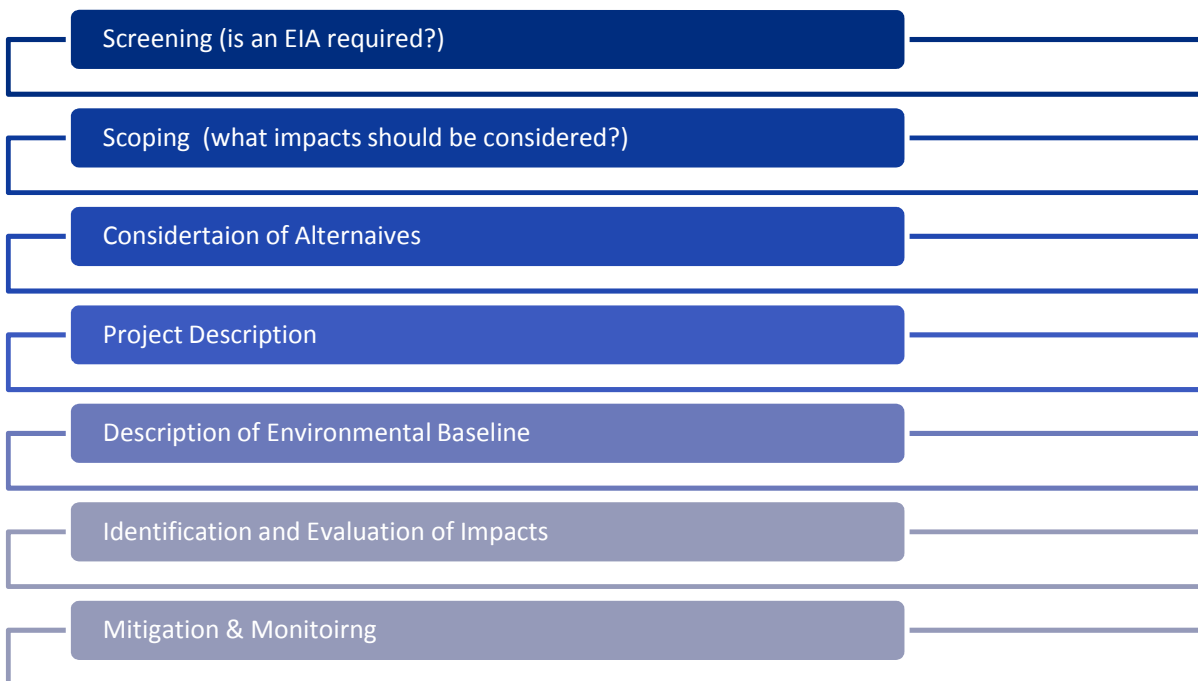 Screening (is an EIA required?)
Scoping  (what impacts should be considered?)
Considertaion of Alternaives
Project Description
Description of Environmental Baseline
Identification and Evaluation of Impacts
Mitigation & Monitoirng